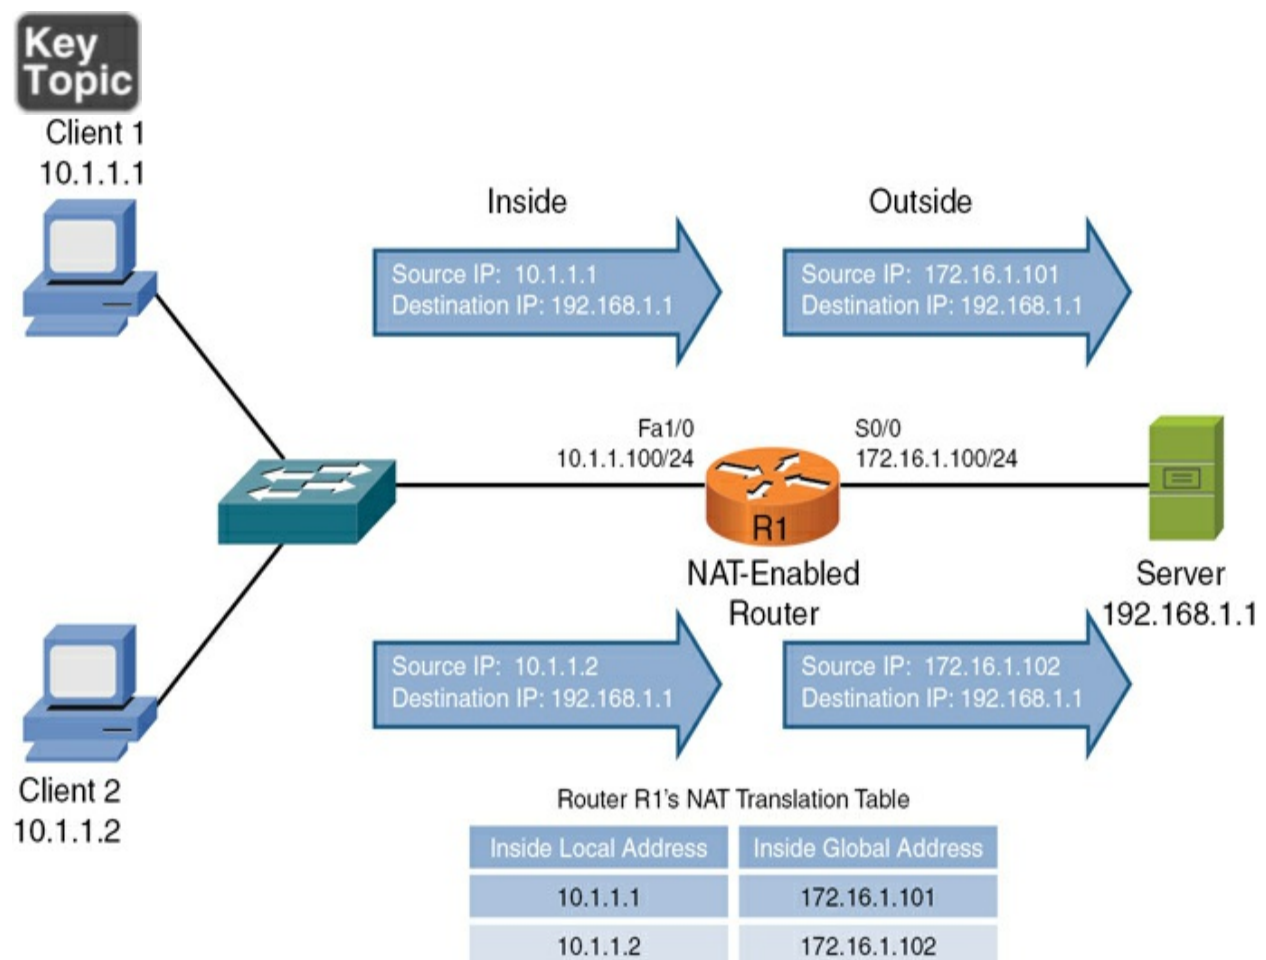 Key
Topic
Client 1
10.1.1.1
Inside
Outside
Source IP: 10.1.1.1
Destination IP: 192.168.1.1
Source IP: 172.16.1.101
Destination IP: 192.168.1.1
Fa1/0
10.1.1.100/24
S0/0
172.16.1.100/24
R1
NAT-Enabled
Router
Server
192.168.1.1
Source IP: 10.1.1.2
Destination IP: 192.168.1.1
Source IP: 172.16.1.102
Destination IP: 192.168.1.1
Client 2
10.1.1.2
Router R1's NAT Translation Table
Inside Local Address Inside Global Address
10.1.1.1 172.16.1.101
10.1.1.2 172.16.1.102